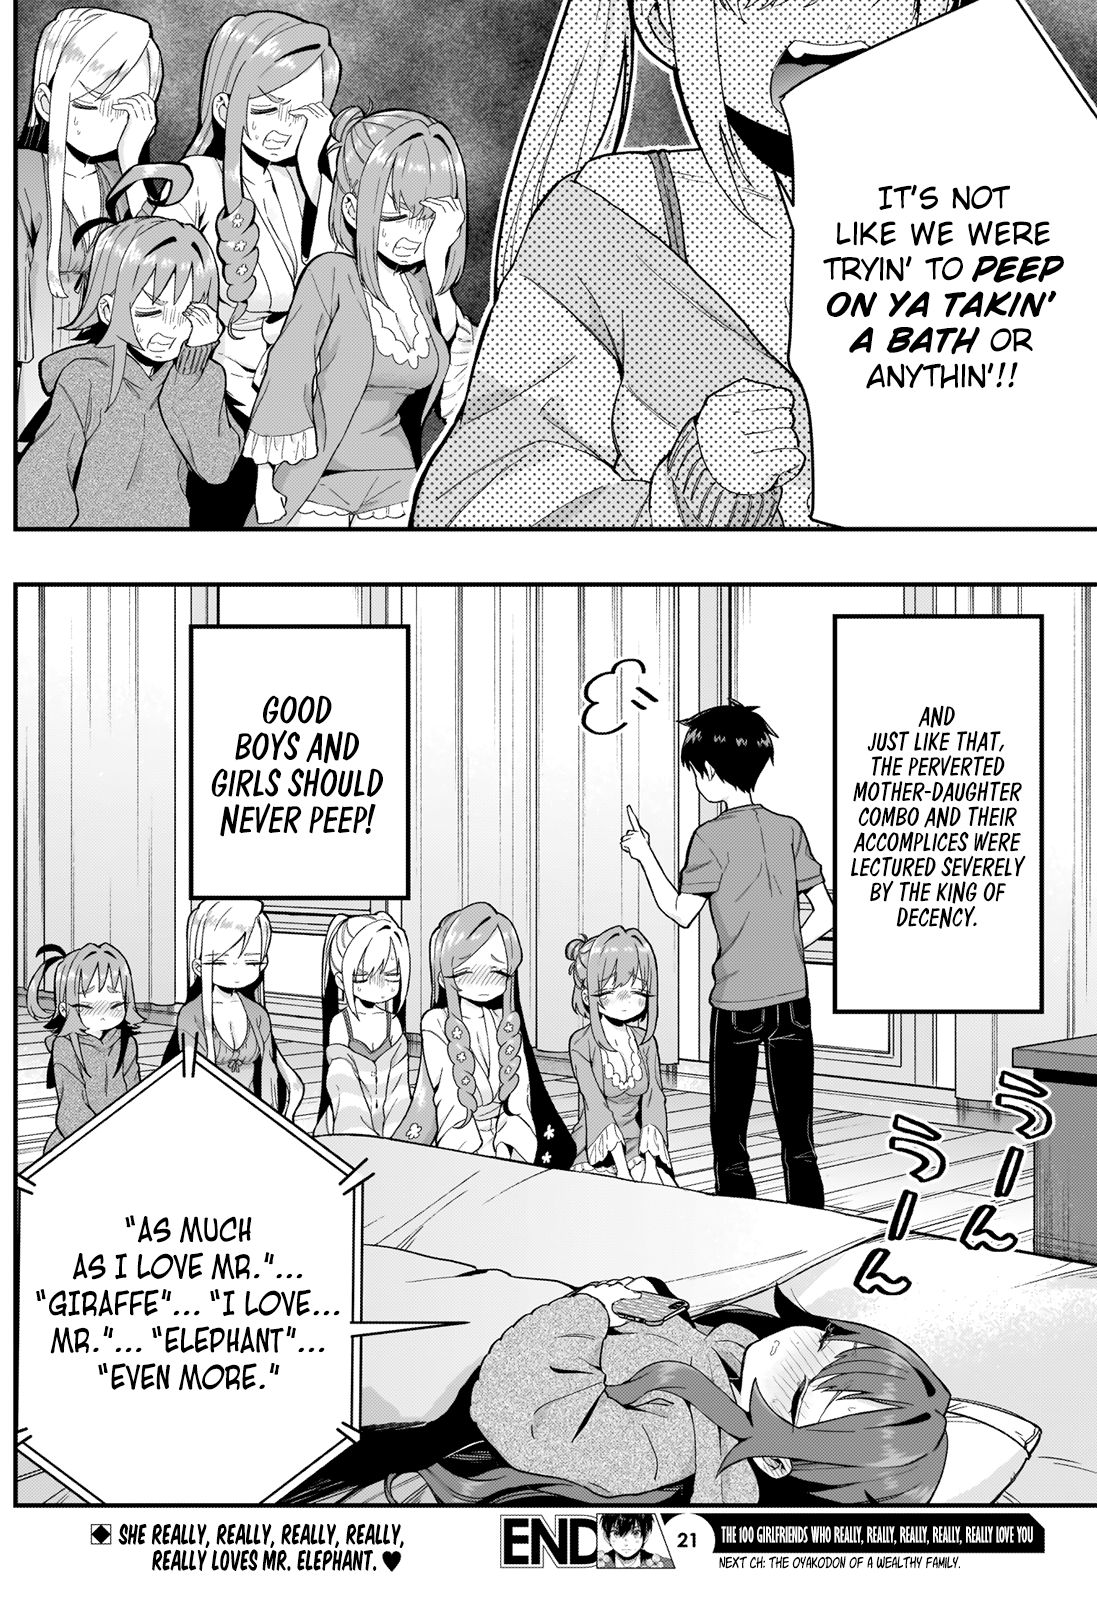 IT'S NOT
LIKE WE WERE
TRYIN' TO PEEP
ON YA TAKIN'
A BATH OR
ANYTHIN'!!
AND
JUST LIKE THAT,
THE PERVERTED
MOTHER-DAUGHTER
COMBO AND THEIR
ACCOMPLICES WERE
LECTURED SEVERELY
BY THE KING OF
DECENCY.
GOOD
BOYS AND
GIRLS SHOULD
NEVER PEEP!
うーん
うーん
"AS MUCH
AS I LOVE MR."...
"GIRAFFE"... "I LOVE...
MR."... "ELEPHANT"...
"EVEN MORE."
SHE REALLY, REALLY, REALLY, REALLY,
REALLY LOVES MR. ELEPHANT. ♥
END
21
THE 100 GIRLFRIENDS WHO REALLY, REALLY, REALLY, REALLY, REALLY LOVE YOU
NEXT CH: THE OYAKODON OF A WEALTHY FAMILY.